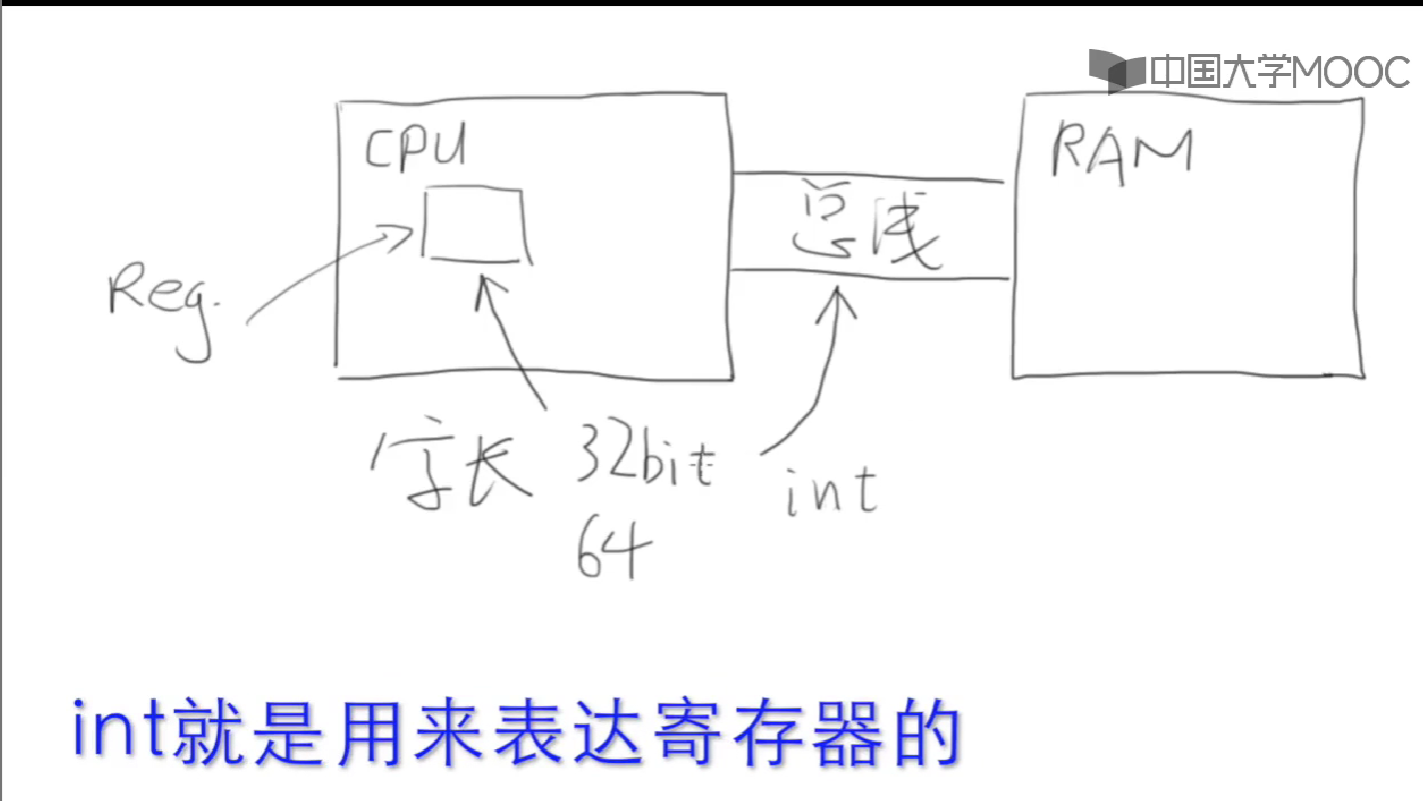 中国大学MOOC
CPU
RAM
总线
Reg.
字长 32bit int
64
int就是用来表达寄存器的